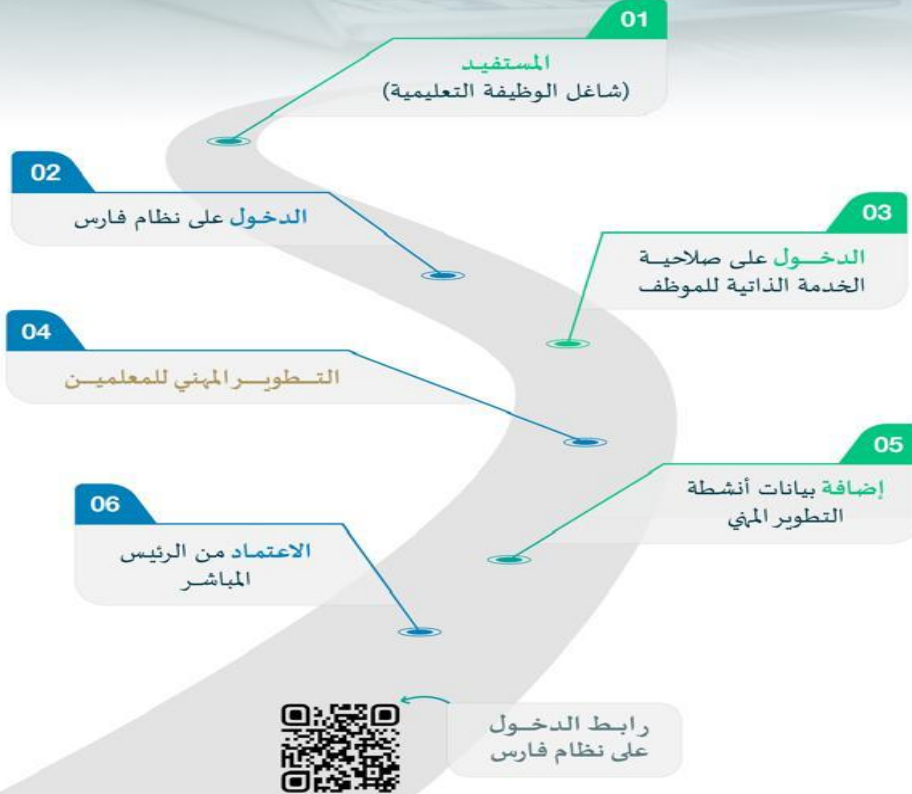 01
المستفيد
(شاغل الوظيفة التعليمية)
02
الدخول على نظام فارس
03
الدخول على صلاحية
الخدمة الذاتية للموظف
04
التطوير المهني للمعلمين
05
إضافة بيانات أنشطة
التطوير المهني
06
الاعتماد من الرئيس
المباشر
رابط الدخول
على نظام فارس